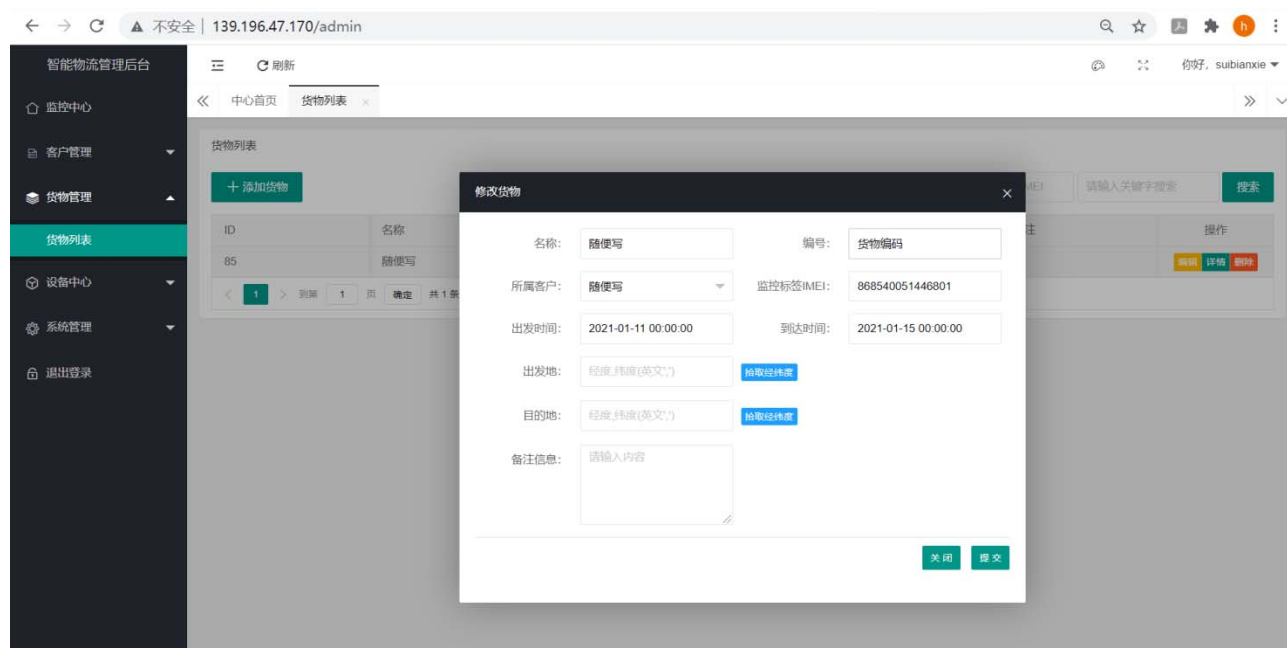 不安全 | 139.196.47.170/admin
h
智能物流管理后台
刷新
你好, suibianxie
监控中心
中心首页 货物列表 ×
客户管理
货物列表
货物管理
+ 添加货物
修改货物 ×
请输入关键字搜索 搜索
货物列表
ID 名称 操作
85 随便写 编辑 详情 删除
1 到第 1 页 确定 共 1 条
设备中心
系统管理
退出登录
名称: 随便写 编号: 货物编码
所属客户: 随便写 监控标签IMEI: 868540051446801
出发时间: 2021-01-11 00:00:00 到达时间: 2021-01-15 00:00:00
出发地: 经度,纬度(英文',') 拾取经纬度
目的地: 经度,纬度(英文',') 拾取经纬度
备注信息: 请输入内容
关闭 提交